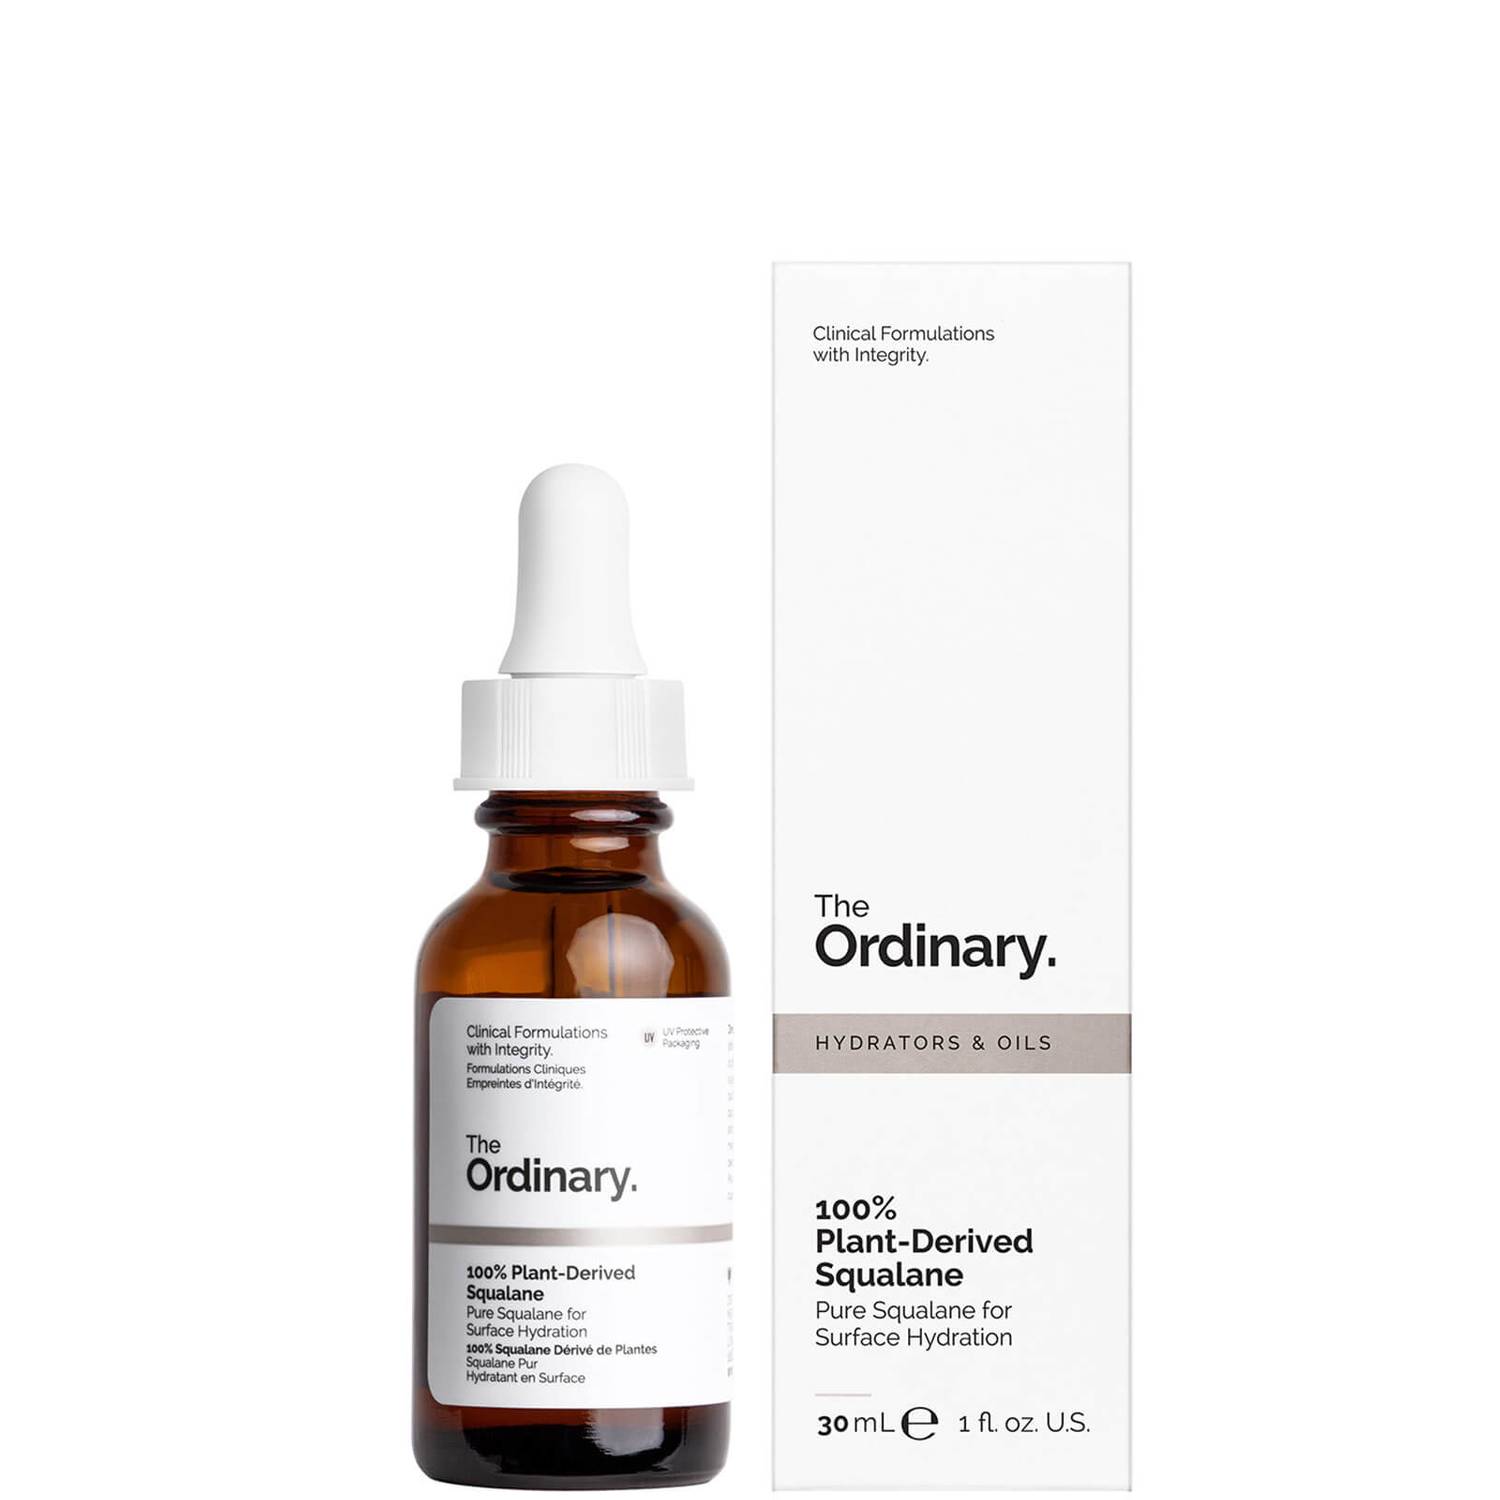 Clinical Formulations
with Integrity.
Formulations Cliniques
Empreintes d'Intégrité.
UV
UV Protective
Packaging
The
Ordinary.
100% Plant-Derived
Squalane
Pure Squalane for
Surface Hydration
100% Squalane Dérivé de Plantes
Squalane Pur
Hydratant en Surface
Clinical Formulations
with Integrity.
The
Ordinary.
HYDRATORS & OILS
100%
Plant-Derived
Squalane
Pure Squalane for
Surface Hydration
30 mL e 1 fl. oz. U.S.